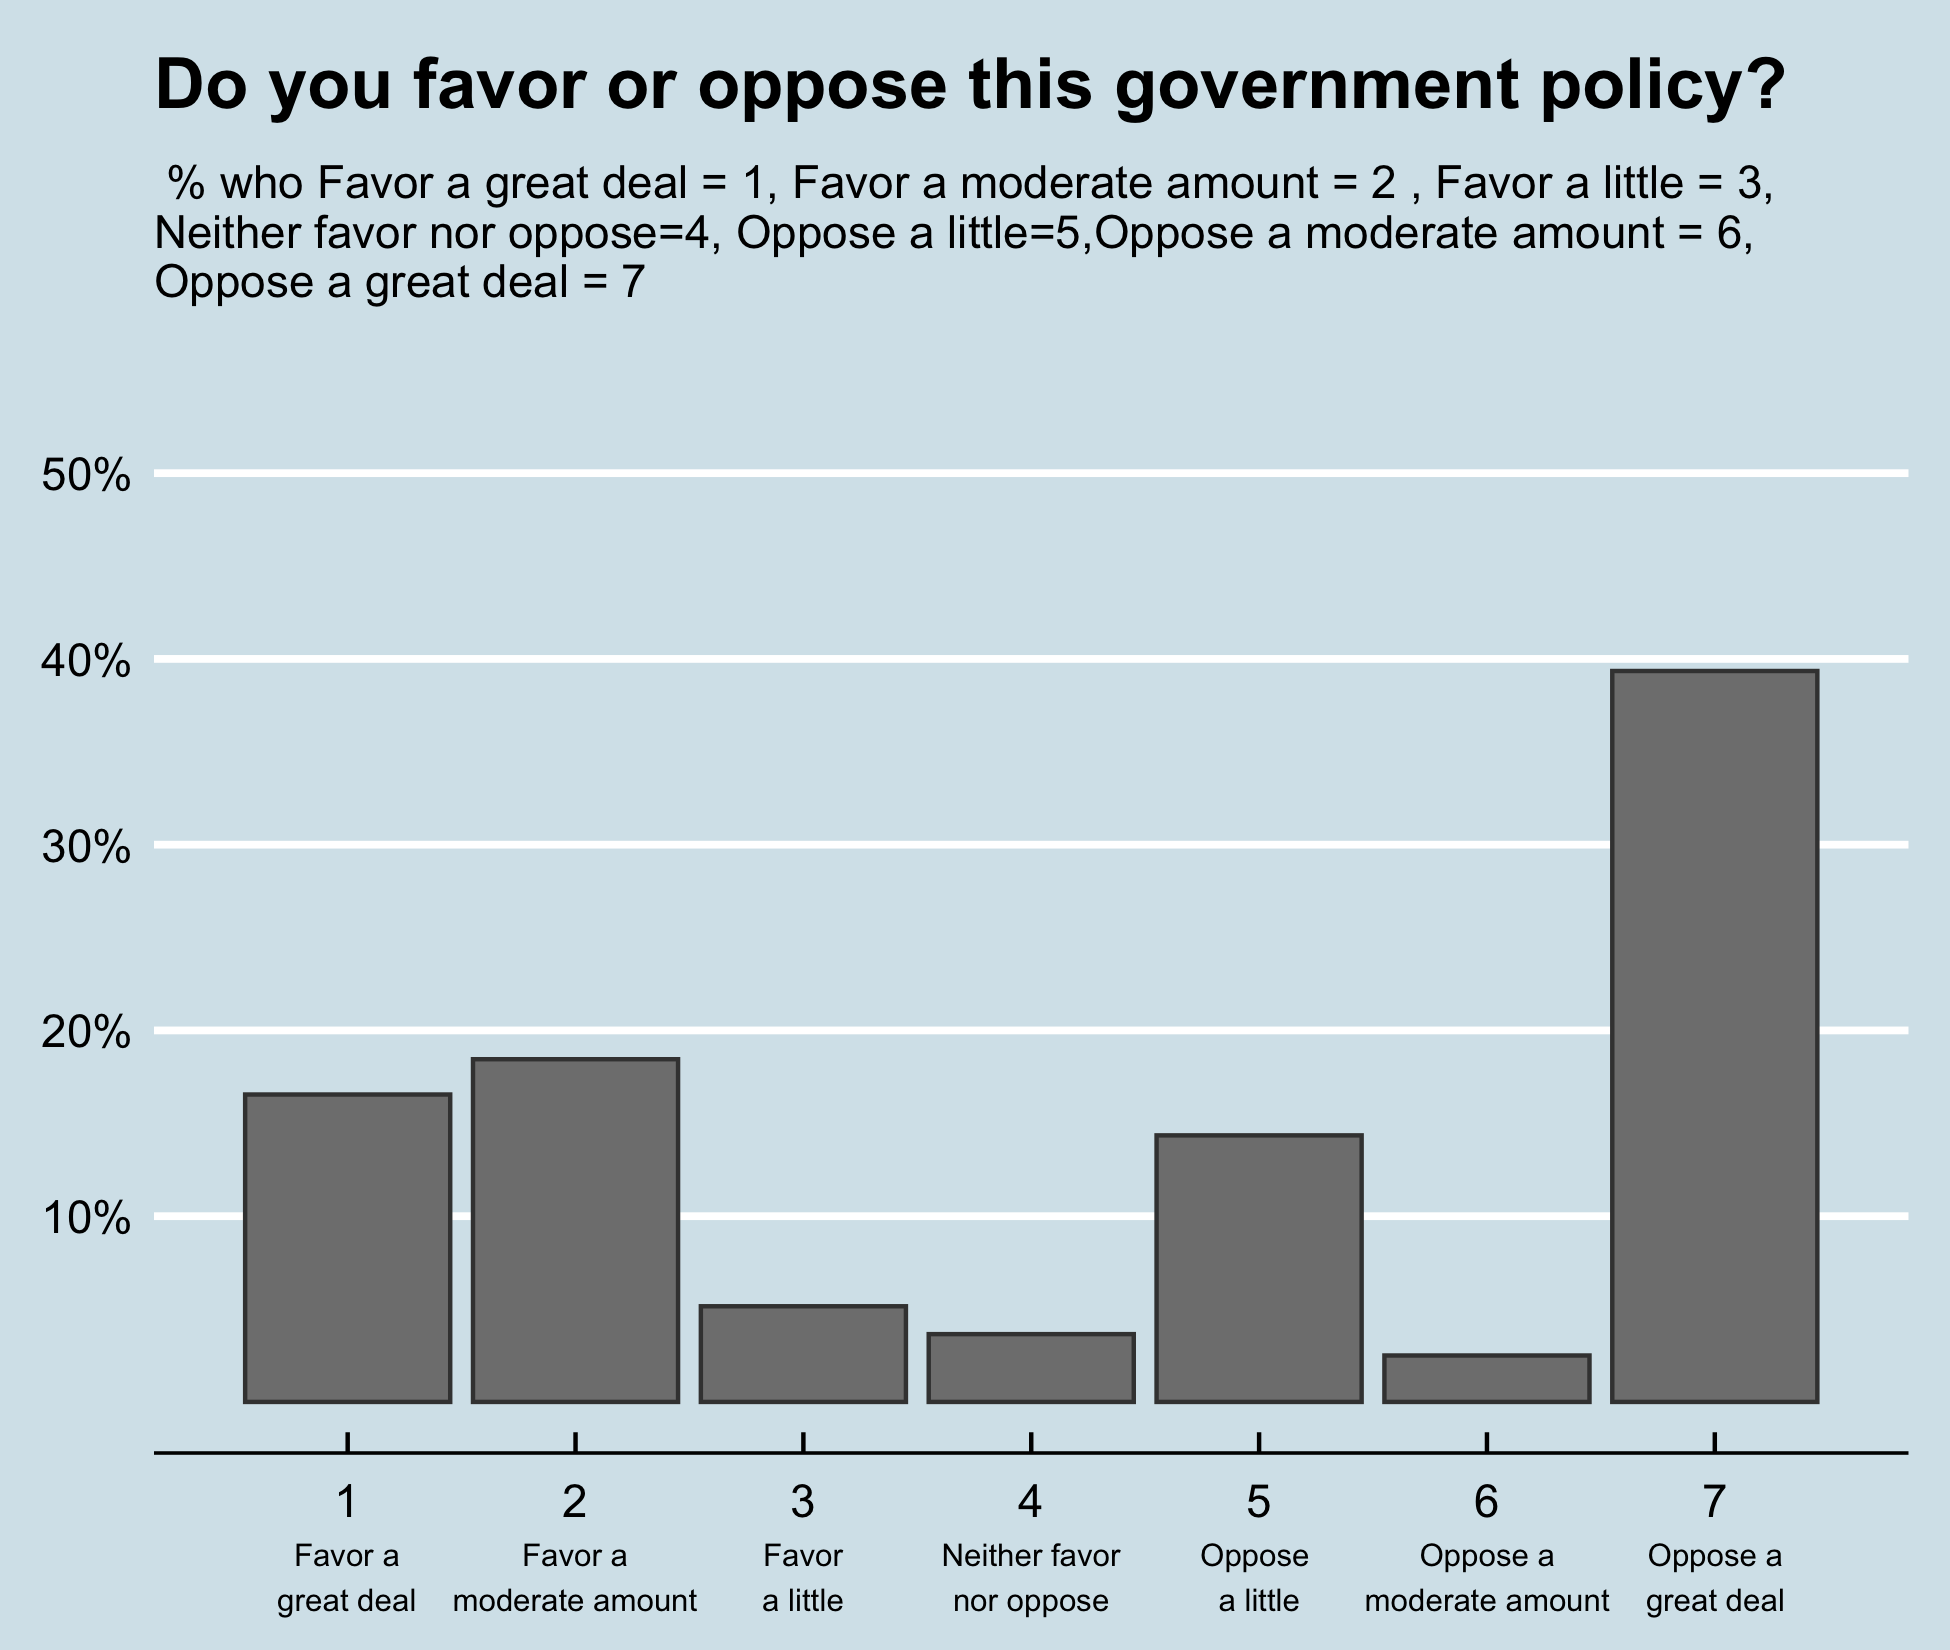 Do you favor or oppose this government policy?
% who Favor a great deal = 1, Favor a moderate amount = 2 , Favor a little = 3,
Neither favor nor oppose=4, Oppose a little=5,Oppose a moderate amount = 6,
Oppose a great deal = 7
50%
40%
30%
20%
10%
1 2 3 4 5 6 7
Favor a Favor a Favor Neither favor Oppose Oppose a Oppose a
great deal moderate amount a little nor oppose a little moderate amount great deal